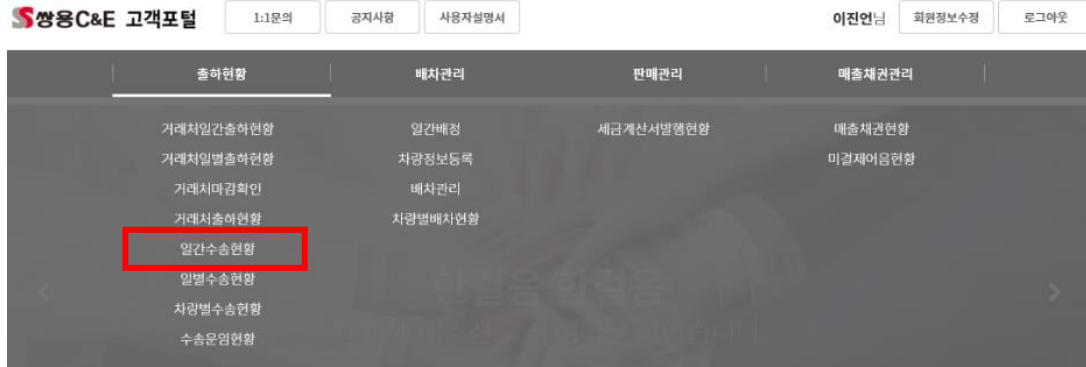 쌍용C&E 고객포털 1:1문의 공지사항 사용자설명서 이진언님 회원정보수정 로그아웃
출하현황 배차관리 판매관리 매출채권관리
거래처일간출하현황 일간배정 세금계산서발행현황 매출채권현황
거래처일별출하현황 차량정보등록 미결제어음현황
거래처마감확인 배차관리
거래처출하현황 차량별배차현황
일간수송현황
일별수송현황
차량별수송현황
수송운임현황